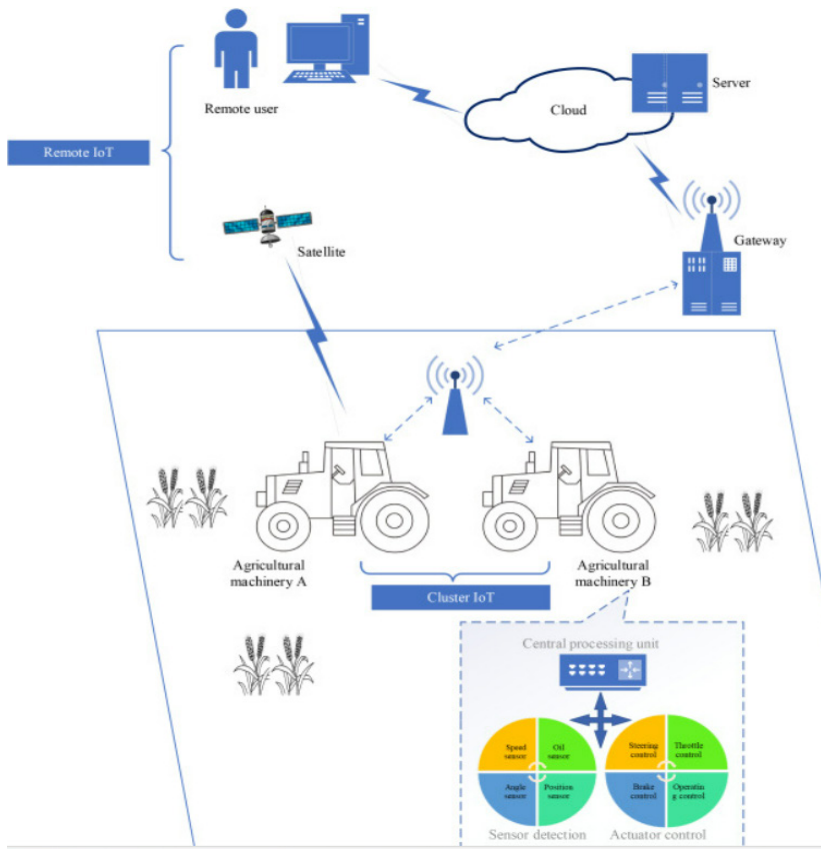 Remote user
Cloud
Server
Remote IoT
Satellite
Gateway
Agricultural
machinery A
Agricultural
machinery B
Cluster IoT
Central processing unit
Speed
sensor
Oil
sensor
Steering
control
Throttle
control
Angle
sensor
Position
sensor
Brake
control
Operatin
g control
Sensor detection
Actuator control